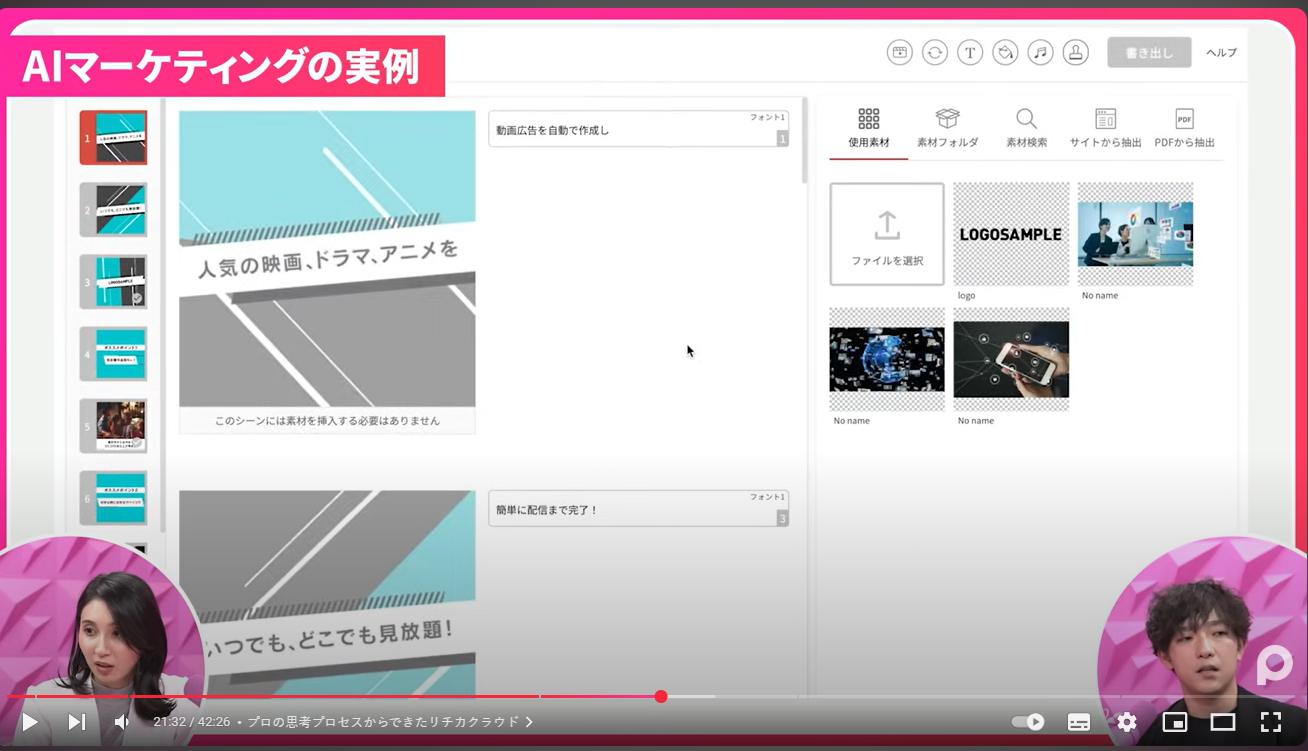 AIマーケティングの実例
T
書き出し
ヘルプ
1
2
3
4
5
6
人気の映画、ドラマ、アニメを
このシーンには素材を挿入する必要はありません
フォント1
動画広告を自動で作成し
1
いつでも、どこでも見放題!
フォント1
簡単に配信まで完了!
3
使用素材
素材フォルダ
素材検索
サイトから抽出
PDF
PDFから抽出
ファイルを選択
LOGOSAMPLE
logo
No name
No name
No name
21:32 / 42:26 • プロの思考プロセスからできたリチカクラウド